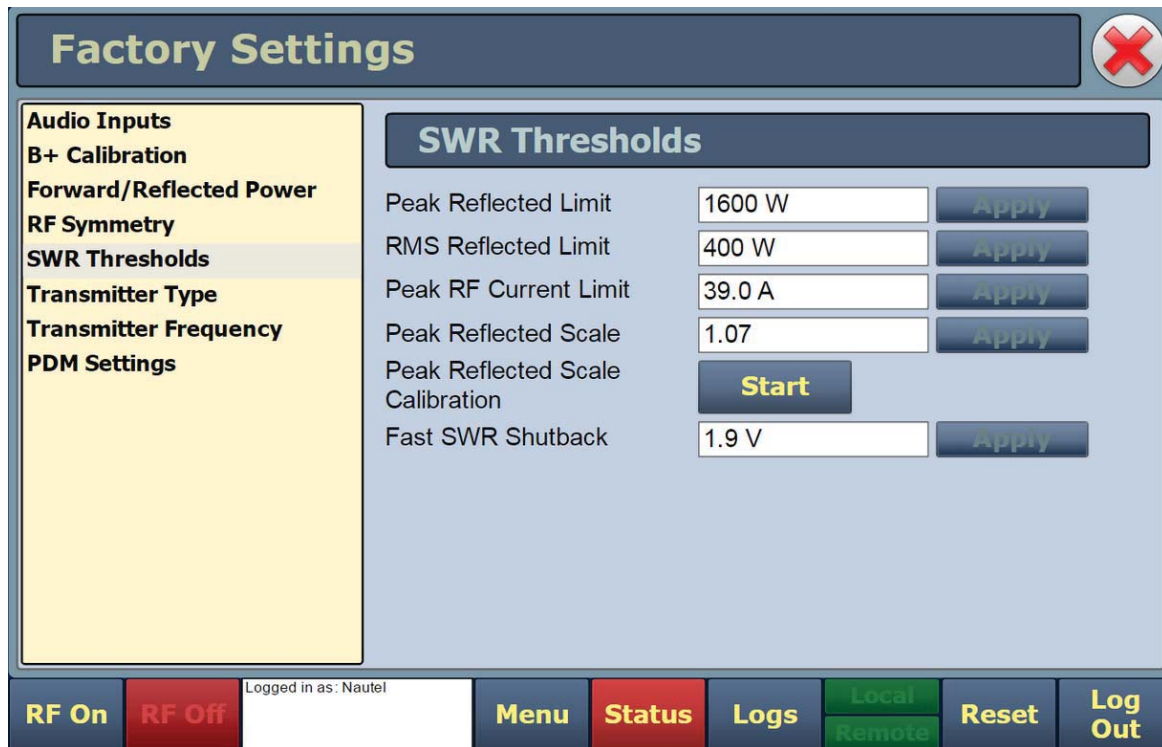 Factory Settings
Audio Inputs
B+ Calibration
Forward/Reflected Power
RF Symmetry
SWR Thresholds
Transmitter Type
Transmitter Frequency
PDM Settings
SWR Thresholds
Peak Reflected Limit 1600 W Apply
RMS Reflected Limit 400 W Apply
Peak RF Current Limit 39.0 A Apply
Peak Reflected Scale 1.07 Apply
Peak Reflected Scale
Calibration Start
Fast SWR Shutback 1.9 V Apply
RF On RF Off Logged in as: Nautel Menu Status Logs Local Remote Reset Log Out